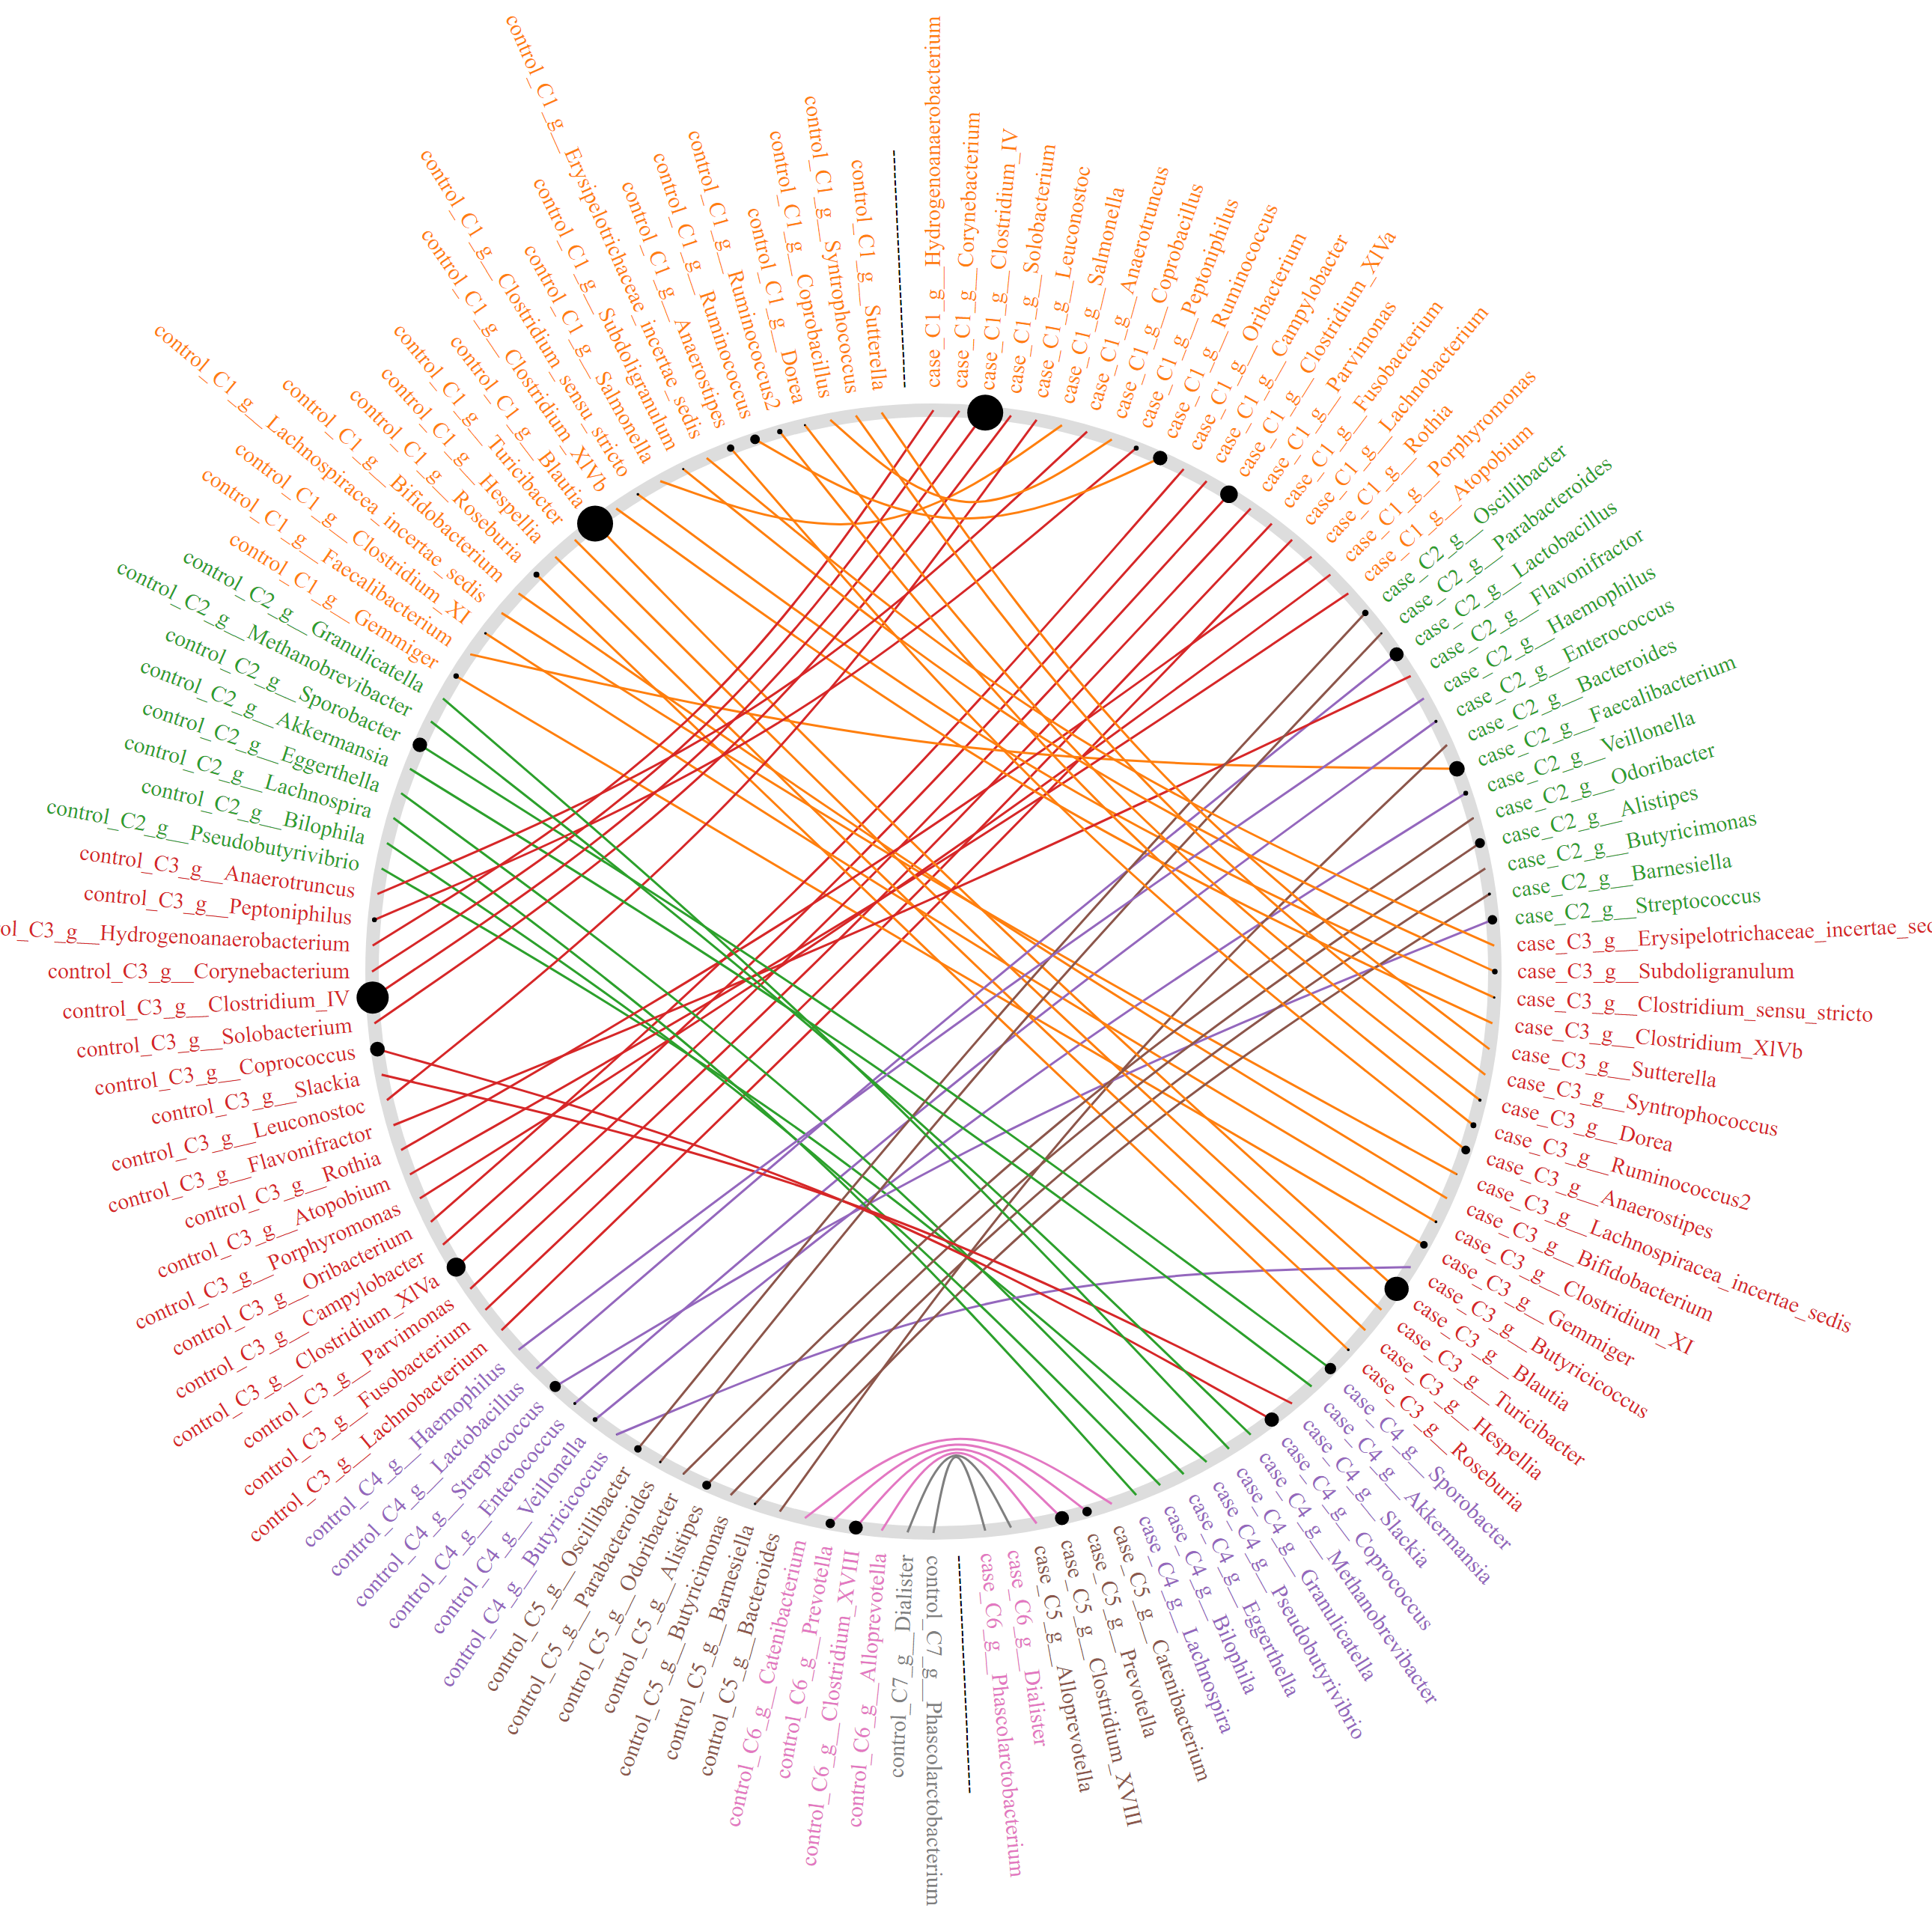 case_C1_g__Hydrogenoanaerobacterium
case_C1_g__Corynebacterium
case_C1_g__Clostridium_IV
case_C1_g__Solobacterium
case_C1_g__Leuconostoc
case_C1_g__Salmonella
case_C1_g__Anaerotruncus
case_C1_g__Coprobacillus
case_C1_g__Peptoniphilus
case_C1_g__Ruminococcus
case_C1_g__Oribacterium
case_C1_g__Campylobacter
case_C1_g__Clostridium_XlVa
case_C1_g__Parvimonas
case_C1_g__Fusobacterium
case_C1_g__Lachnobacterium
case_C1_g__Rothia
case_C1_g__Porphyromonas
case_C1_g__Atopobium
case_C2_g__Oscillibacter
case_C2_g__Parabacteroides
case_C2_g__Lactobacillus
case_C2_g__Flavonifractor
case_C2_g__Haemophilus
case_C2_g__Enterococcus
case_C2_g__Bacteroides
case_C2_g__Faecalibacterium
case_C2_g__Veillonella
case_C2_g__Odoribacter
case_C2_g__Alistipes
case_C2_g__Butyricimonas
case_C2_g__Barnesiella
case_C2_g__Streptococcus
case_C3_g__Erysipelotrichaceae_incertae_sed
case_C3_g__Subdoligranulum
case_C3_g__Clostridium_sensu_stricto
case_C3_g__Clostridium_XlVb
case_C3_g__Sutterella
case_C3_g__Syntrophococcus
case_C3_g__Dorea
case_C3_g__Ruminococcus2
case_C3_g__Anaerostipes
case_C3_g__Lachnospiracea_incertae_sedis
case_C3_g__Bifidobacterium
case_C3_g__Clostridium_XI
case_C3_g__Gemmiger
case_C3_g__Butyricicoccus
case_C3_g__Blautia
case_C3_g__Turicibacter
case_C3_g__Hespellia
case_C3_g__Roseburia
case_C4_g__Sporobacter
case_C4_g__Akkermansia
case_C4_g__Slackia
case_C4_g__Coprococcus
case_C4_g__Methanobrevibacter
case_C4_g__Granulicatella
case_C4_g__Pseudobutyrivibrio
case_C4_g__Eggerthella
case_C4_g__Bilophila
case_C4_g__Lachnospira
case_C5_g__Catenibacterium
case_C5_g__Prevotella
case_C5_g__Clostridium_XVIII
case_C5_g__Alloprevotella
case_C6_g__Dialister
case_C6_g__Phascolarctobacterium
control_C7_g__Phascolarctobacterium
control_C7_g__Dialister
control_C6_g__Alloprevotella
control_C6_g__Clostridium_XVIII
control_C6_g__Prevotella
control_C6_g__Catenibacterium
control_C5_g__Bacteroides
control_C5_g__Barnesiella
control_C5_g__Butyricimonas
control_C5_g__Alistipes
control_C5_g__Odoribacter
control_C5_g__Parabacteroides
control_C5_g__Oscillibacter
control_C4_g__Butyricicoccus
control_C4_g__Veillonella
control_C4_g__Enterococcus
control_C4_g__Streptococcus
control_C4_g__Lactobacillus
control_C4_g__Haemophilus
control_C3_g__Lachnobacterium
control_C3_g__Fusobacterium
control_C3_g__Parvimonas
control_C3_g__Clostridium_XlVa
control_C3_g__Campylobacter
control_C3_g__Oribacterium
control_C3_g__Porphyromonas
control_C3_g__Atopobium
control_C3_g__Rothia
control_C3_g__Flavonifractor
control_C3_g__Leuconostoc
control_C3_g__Slackia
control_C3_g__Coprococcus
control_C3_g__Solobacterium
control_C3_g__Clostridium_IV
control_C3_g__Corynebacterium
ol_C3_g__Hydrogenoanaerobacterium
control_C3_g__Peptoniphilus
control_C3_g__Anaerotruncus
control_C2_g__Pseudobutyrivibrio
control_C2_g__Bilophila
control_C2_g__Lachnospira
control_C2_g__Eggerthella
control_C2_g__Akkermansia
control_C2_g__Sporobacter
control_C2_g__Methanobrevibacter
control_C2_g__Granulicatella
control_C1_g__Gemmiger
control_C1_g__Faecalibacterium
control_C1_g__Clostridium_XI
control_C1_g__Lachnospiracea_incertae_sedis
control_C1_g__Bifidobacterium
control_C1_g__Roseburia
control_C1_g__Hespellia
control_C1_g__Turicibacter
control_C1_g__Blautia
control_C1_g__Clostridium_XlVb
control_C1_g__Clostridium_sensu_stricto
control_C1_g__Salmonella
control_C1_g__Subdoligranulum
control_C1_g__Erysipelotrichaceae_incertae_sedis
control_C1_g__Anaerostipes
control_C1_g__Ruminococcus
control_C1_g__Ruminococcus2
control_C1_g__Dorea
control_C1_g__Coprobacillus
control_C1_g__Syntrophococcus
control_C1_g__Sutterella